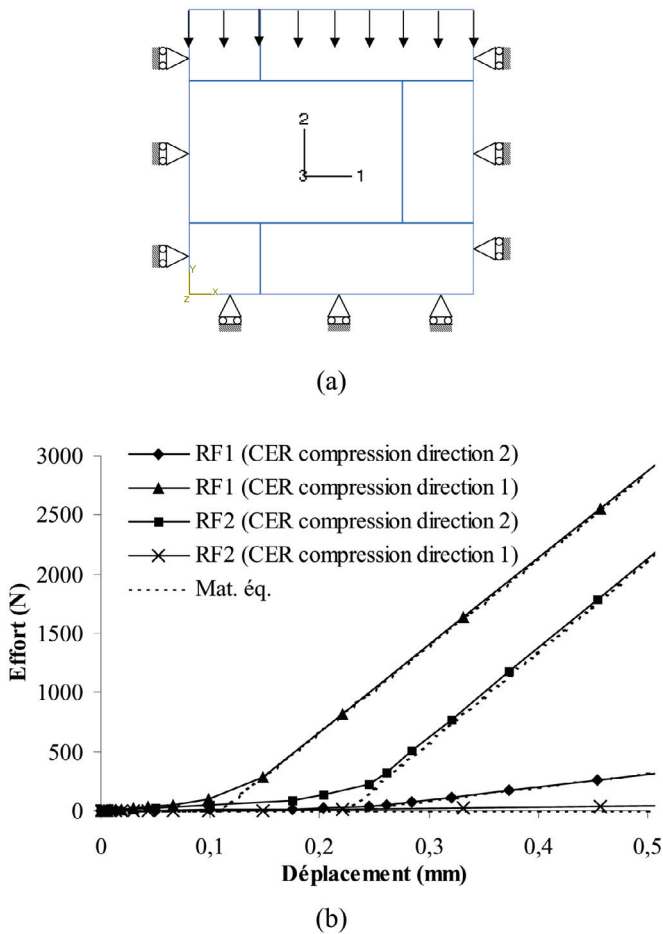 2
3
1
Y
Z
X
(a)
3000
2500
2000
1500
1000
500
0
RF1 (CER compression direction 2)
RF1 (CER compression direction 1)
RF2 (CER compression direction 2)
RF2 (CER compression direction 1)
Mat. éq.
Effort (N)
0 0,1 0,2 0,3 0,4 0,5
Déplacement (mm)
(b)